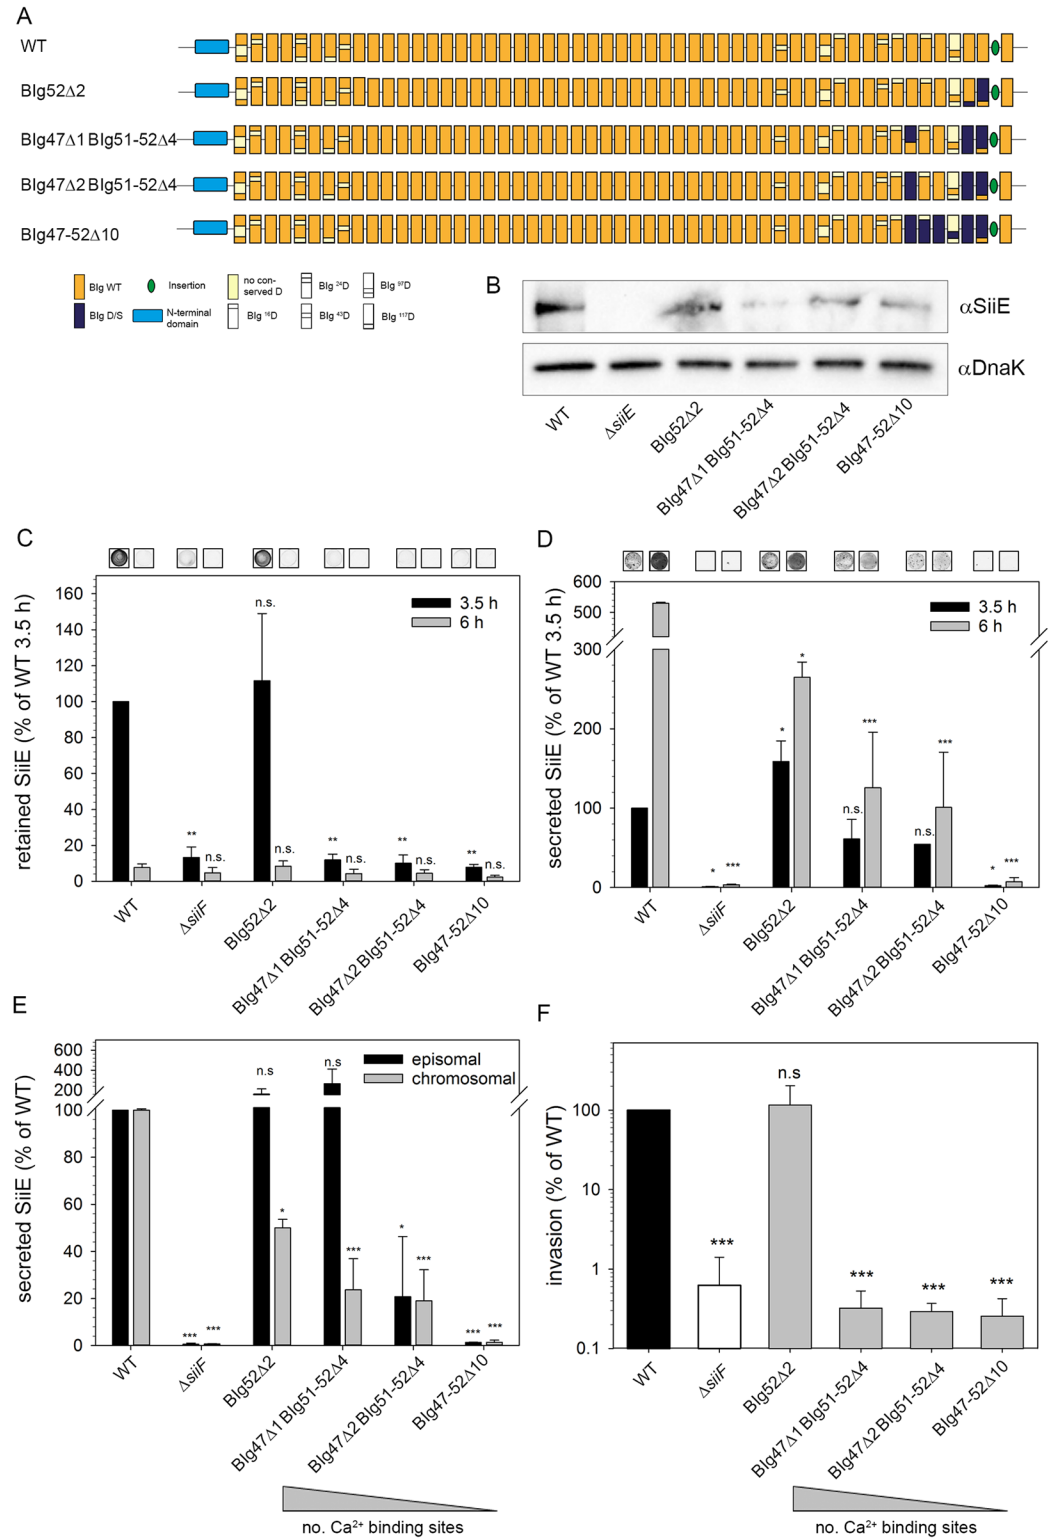 A
WT
BIg52Δ2
BIg47Δ1 BIg51-52Δ4
BIg47Δ2 BIg51-52Δ4
BIg47-52Δ10
BIg WT
Insertion
no con-
served D
BIg ²⁴D
BIg ⁹⁷D
BIg D/S
N-terminal
domain
BIg ¹⁶D
BIg ⁴³D
BIg ¹¹⁷D
B
αSiiE
αDnaK
WT
ΔsiiE
BIg52Δ2
BIg47Δ1 BIg51-52Δ4
BIg47Δ2 BIg51-52Δ4
BIg47-52Δ10
C
retained SiiE (% of WT 3.5 h)
160
140
120
100
80
60
40
20
0
3.5 h
6 h
**
n.s.
n.s.
n.s.
**
n.s.
**
n.s.
**
n.s.
WT
ΔsiiF
BIg52Δ2
BIg47Δ1 BIg51-52Δ4
BIg47Δ2 BIg51-52Δ4
BIg47-52Δ10
D
secreted SiiE (% of WT 3.5 h)
600
500
300
200
100
0
3.5 h
6 h
*
***
*
*
n.s.
***
n.s.
***
*
***
WT
ΔsiiF
BIg52Δ2
BIg47Δ1 BIg51-52Δ4
BIg47Δ2 BIg51-52Δ4
BIg47-52Δ10
E
secreted SiiE (% of WT)
600
400
200
100
80
60
40
20
0
episomal
chromosomal
***
***
n.s
*
n.s
***
*
***
***
***
WT
ΔsiiF
BIg52Δ2
BIg47Δ1 BIg51-52Δ4
BIg47Δ2 BIg51-52Δ4
BIg47-52Δ10
no. Ca²⁺ binding sites
F
invasion (% of WT)
100
10
1
0.1
***
n.s
***
***
***
WT
ΔsiiF
BIg52Δ2
BIg47Δ1 BIg51-52Δ4
BIg47Δ2 BIg51-52Δ4
BIg47-52Δ10
no. Ca²⁺ binding sites